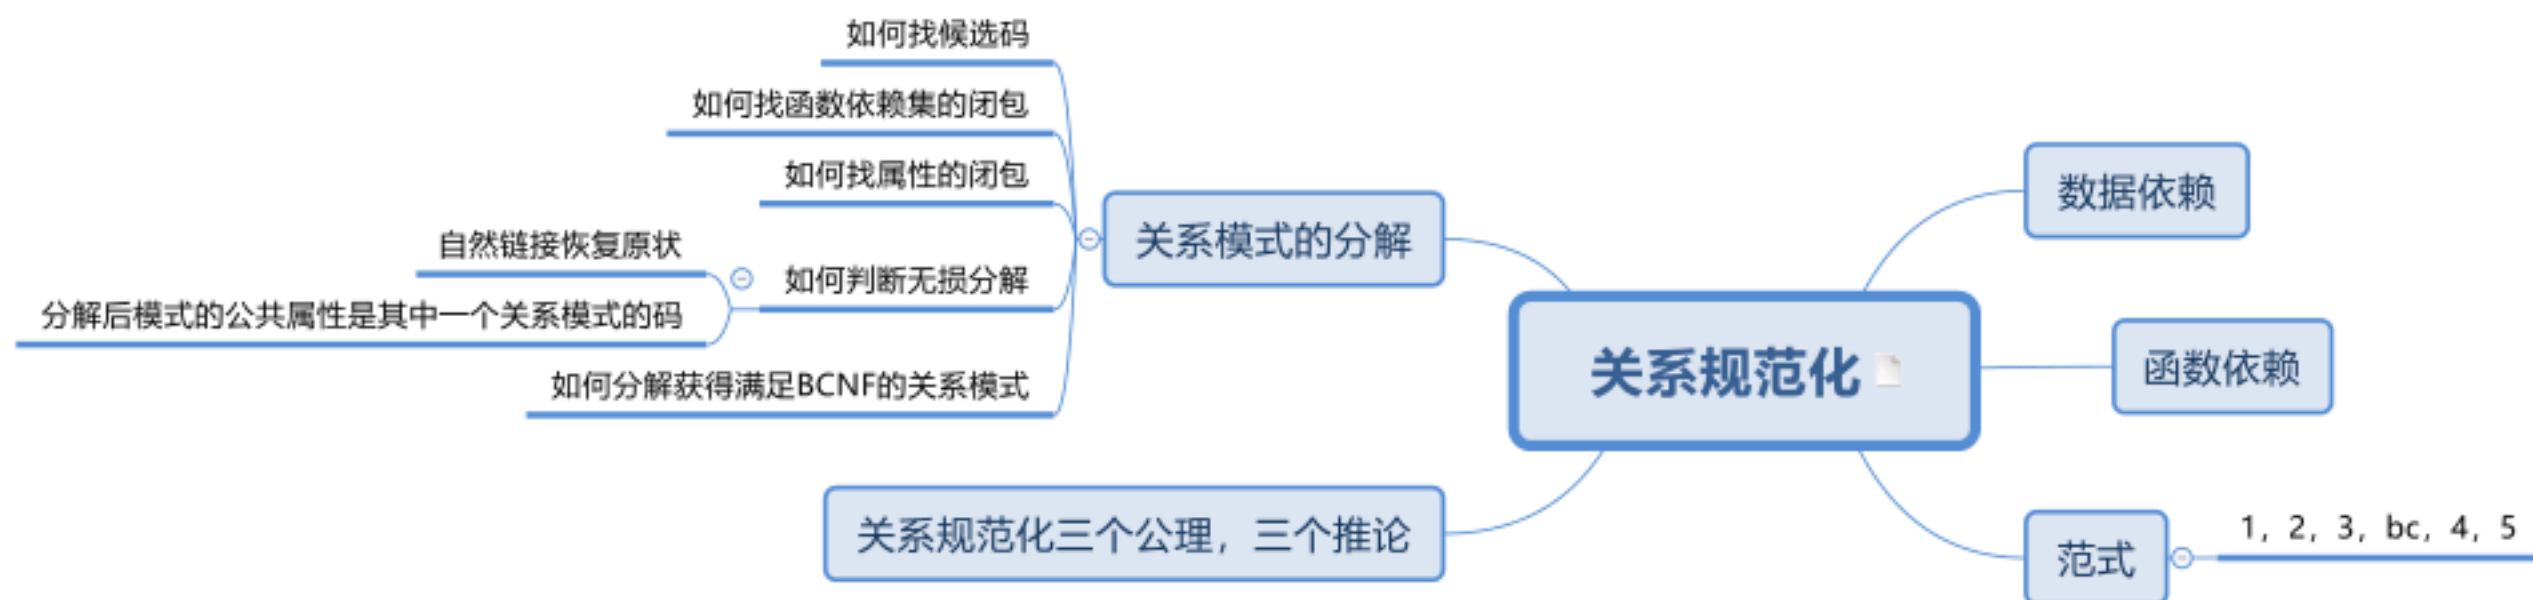 如何找候选码
如何找函数依赖集的闭包
如何找属性的闭包
自然链接恢复原状
如何判断无损分解
分解后模式的公共属性是其中一个关系模式的码
如何分解获得满足BCNF的关系模式
关系模式的分解
关系规范化三个公理，三个推论
关系规范化
数据依赖
函数依赖
范式
1，2，3，bc，4，5